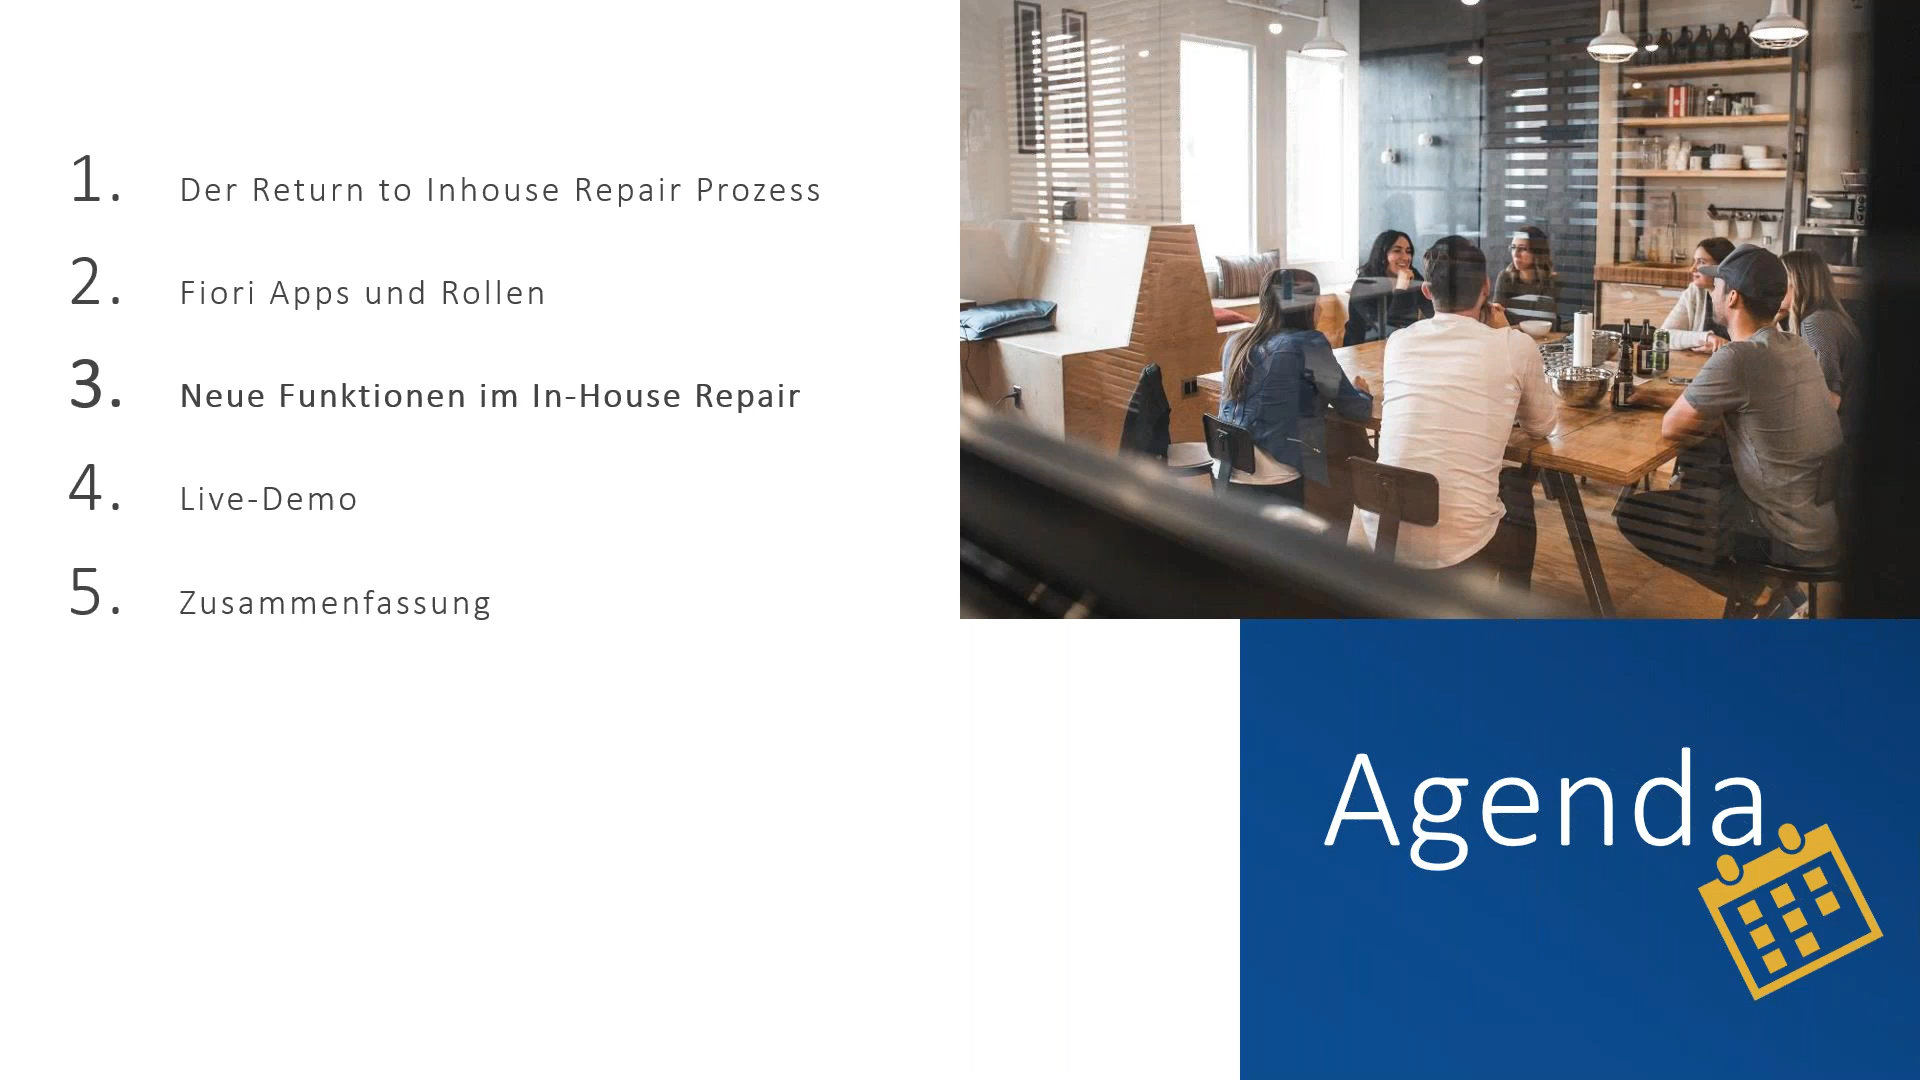 1. Der Return to Inhouse Repair Prozess
2. Fiori Apps und Rollen
3. Neue Funktionen im In-House Repair
4. Live-Demo
5. Zusammenfassung
Agenda